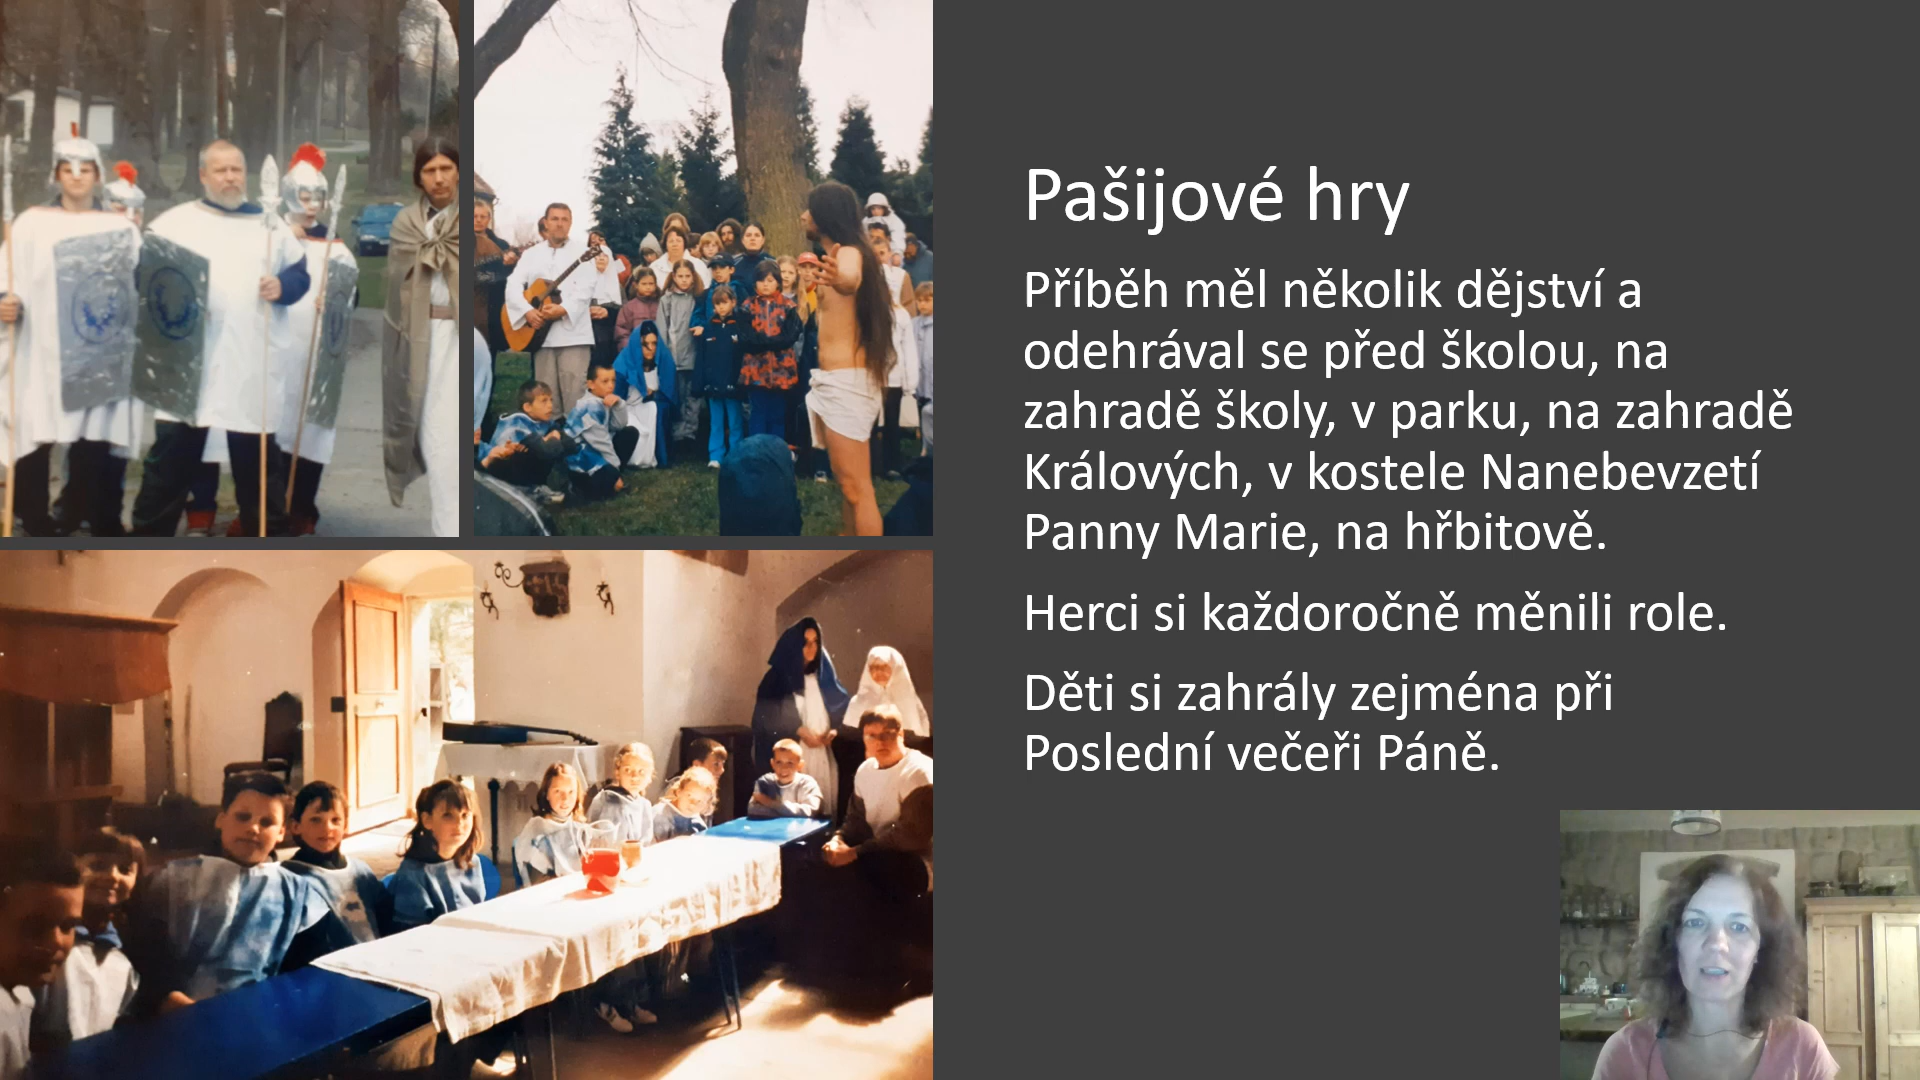 Pašijové hry
Příběh měl několik dějství a
odehrával se před školou, na
zahradě školy, v parku, na zahradě
Králových, v kostele Nanebevzetí
Panny Marie, na hřbitově.
Herci si každoročně měnili role.
Děti si zahrály zejména při
Poslední večeři Páně.